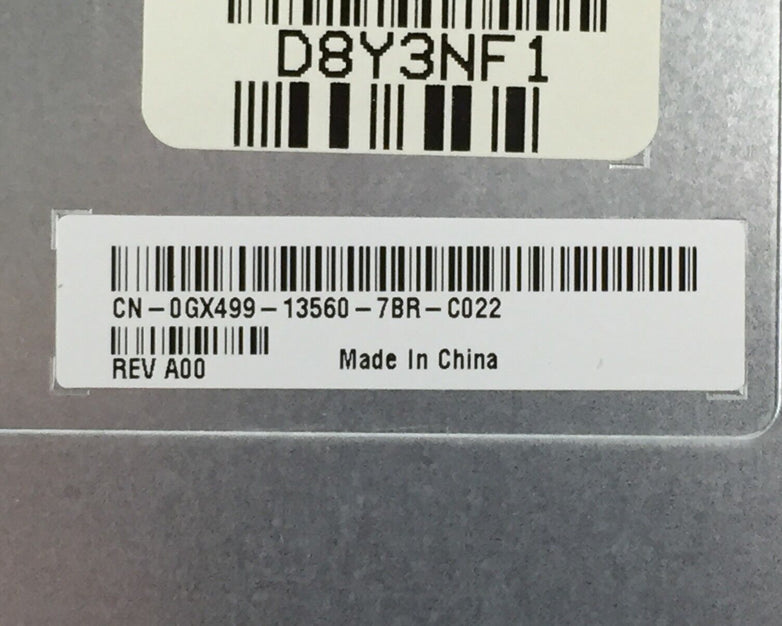 D8Y3NF1
CN-0GX499-13560-7BR-C022
REV A00
Made In China